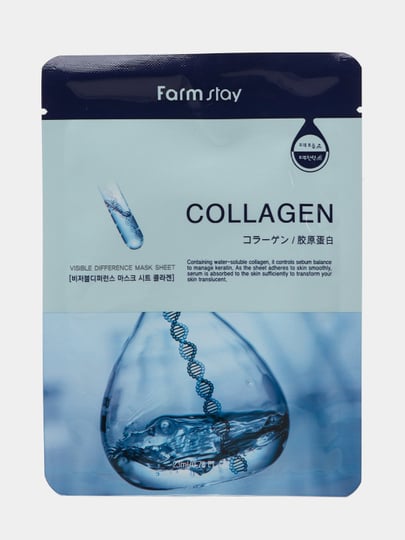 Farm stay
COLLAGEN
コラーゲン / 胶原蛋白
VISIBLE DIFFERENCE MASK SHEET
[비저블디퍼런스 마스크 시트 콜라겐]
Containing water-soluble collagen, it controls sebum balance
to manage keratin. As the sheet adheres to skin smoothly,
serum is absorbed to the skin sufficiently to transform your
skin translucent.